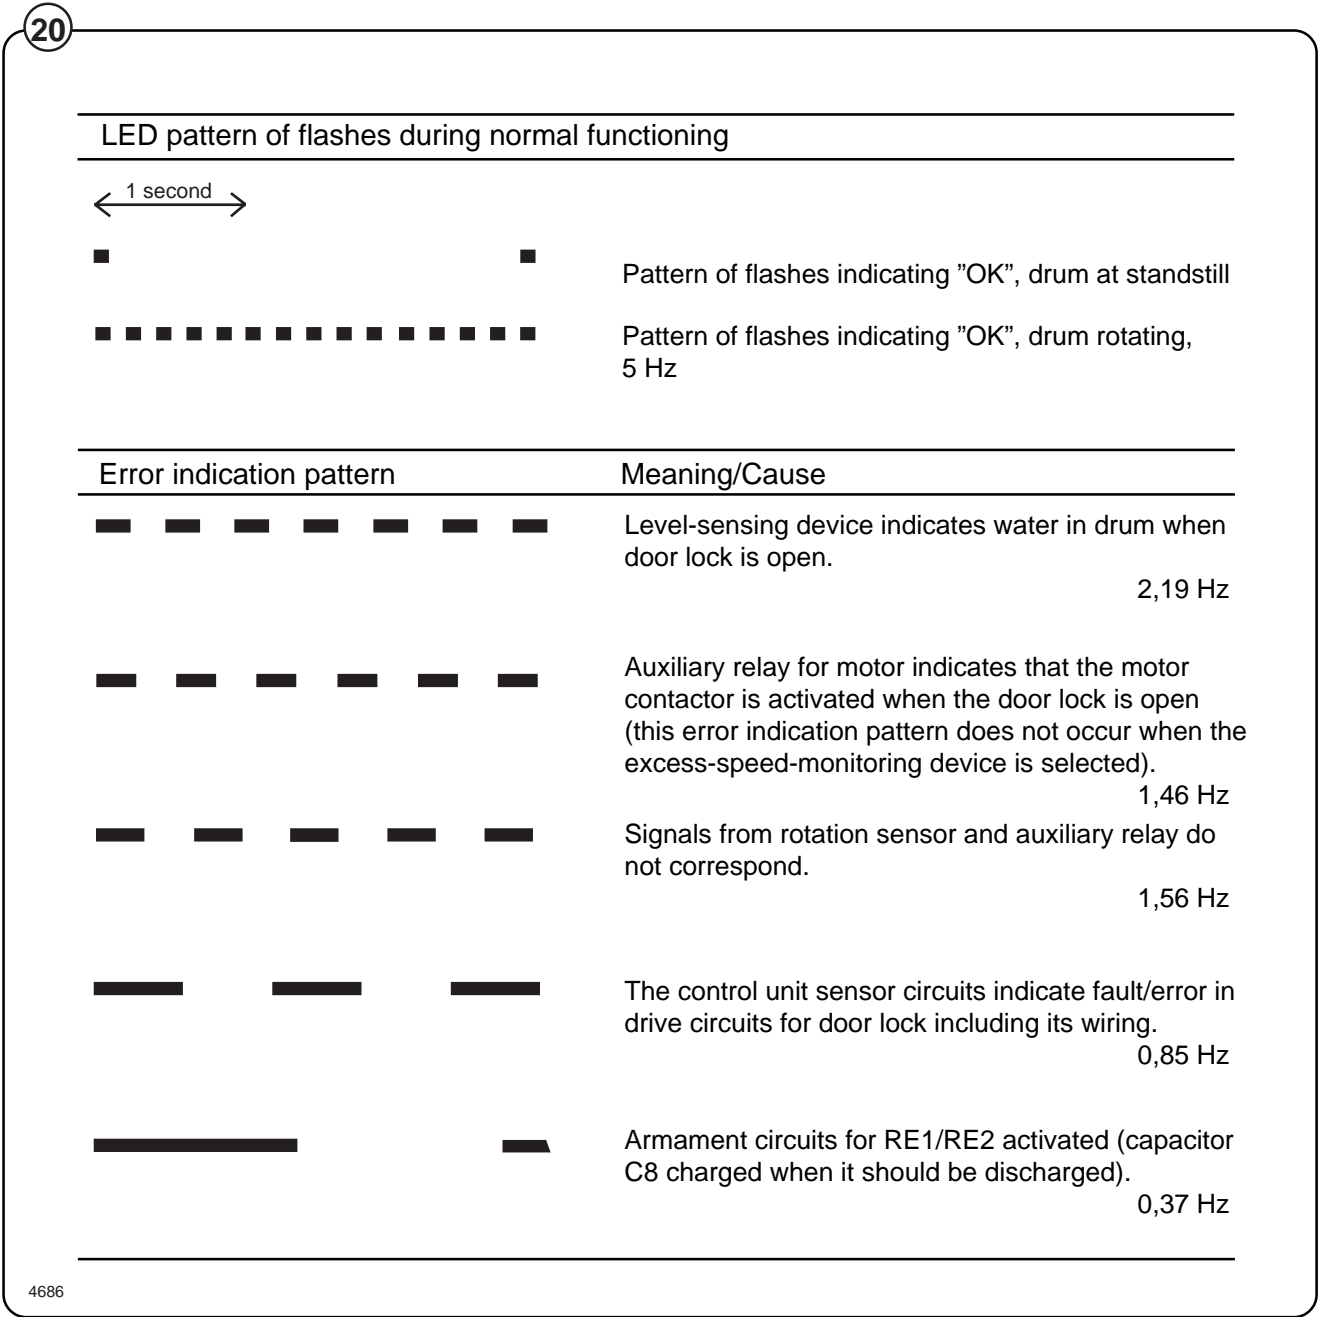 20
LED pattern of flashes during normal functioning
1 second
Pattern of flashes indicating ”OK”, drum at standstill
Pattern of flashes indicating ”OK”, drum rotating,
5 Hz
Error indication pattern
Meaning/Cause
Level-sensing device indicates water in drum when
door lock is open.
2,19 Hz
Auxiliary relay for motor indicates that the motor
contactor is activated when the door lock is open
(this error indication pattern does not occur when the
excess-speed-monitoring device is selected).
1,46 Hz
Signals from rotation sensor and auxiliary relay do
not correspond.
1,56 Hz
The control unit sensor circuits indicate fault/error in
drive circuits for door lock including its wiring.
0,85 Hz
Armament circuits for RE1/RE2 activated (capacitor
C8 charged when it should be discharged).
0,37 Hz
4686